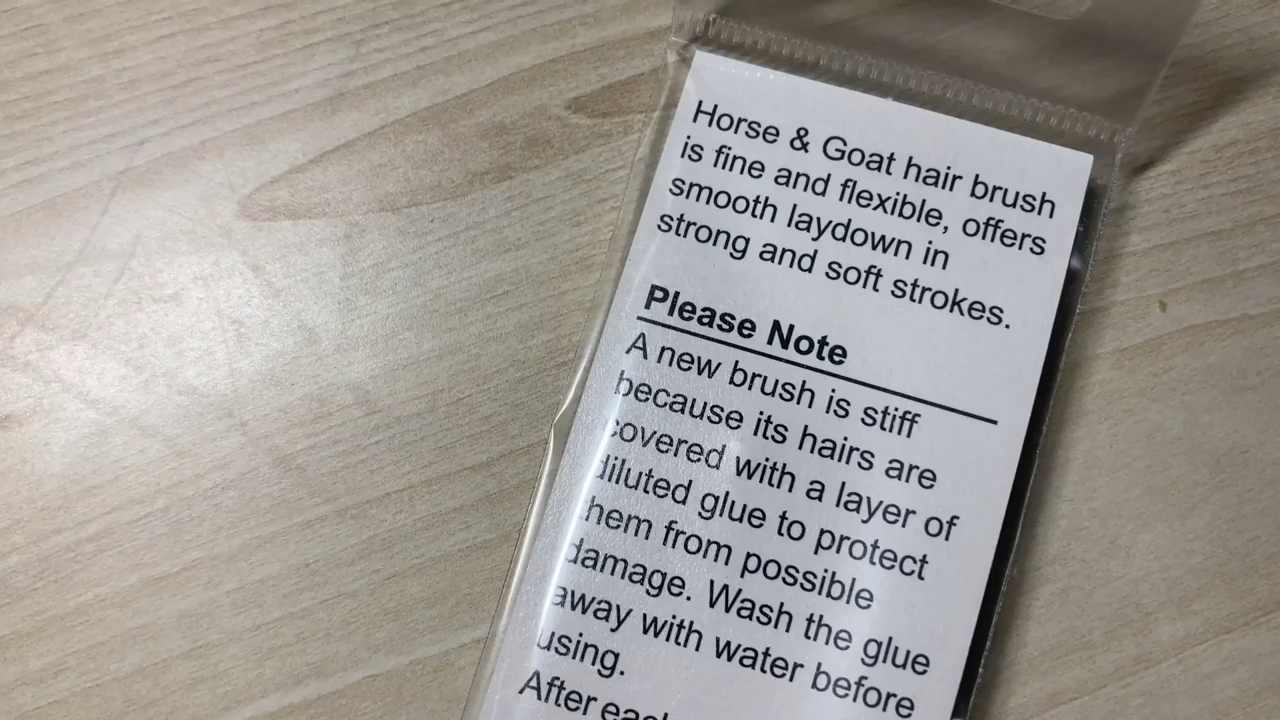 Horse & Goat hair brush
is fine and flexible, offers
smooth laydown in
strong and soft strokes.
Please Note
A new brush is stiff
because its hairs are
covered with a layer of
diluted glue to protect
them from possible
damage. Wash the glue
away with water before
using.
After each